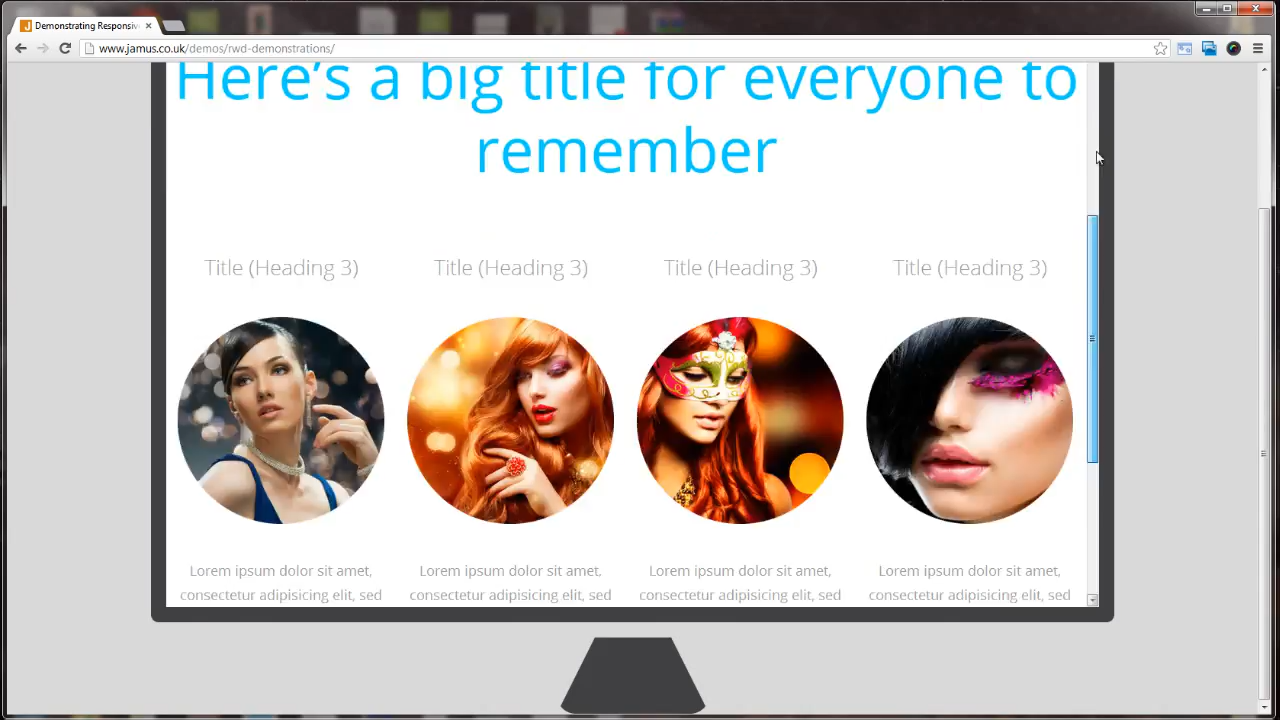 Demonstrating Responsiv
www.jamus.co.uk/demos/rwd-demonstrations/
Here's a big title for everyone to
remember
Title (Heading 3) Title (Heading 3) Title (Heading 3) Title (Heading 3)
Lorem ipsum dolor sit amet, Lorem ipsum dolor sit amet, Lorem ipsum dolor sit amet, Lorem ipsum dolor sit amet,
consectetur adipisicing elit, sed consectetur adipisicing elit, sed consectetur adipisicing elit, sed consectetur adipisicing elit, sed